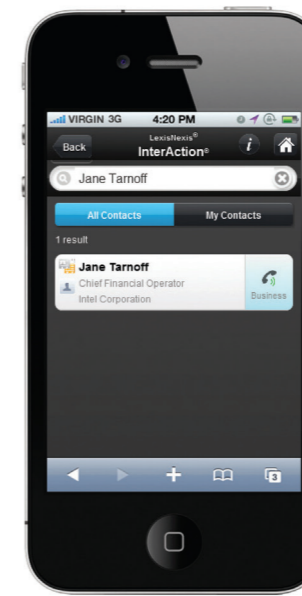 VIRGIN 3G 4:20 PM
LexisNexis®
Back InterAction® i
Jane Tarnoff
All Contacts My Contacts
1 result
Jane Tarnoff
Chief Financial Operator
Intel Corporation
Business
3